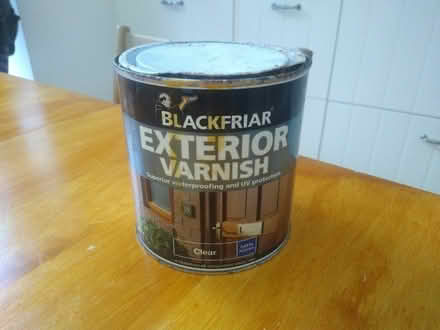 BLACKFRIAR
EXTERIOR
VARNISH
Superior waterproofing and UV protection
Clear